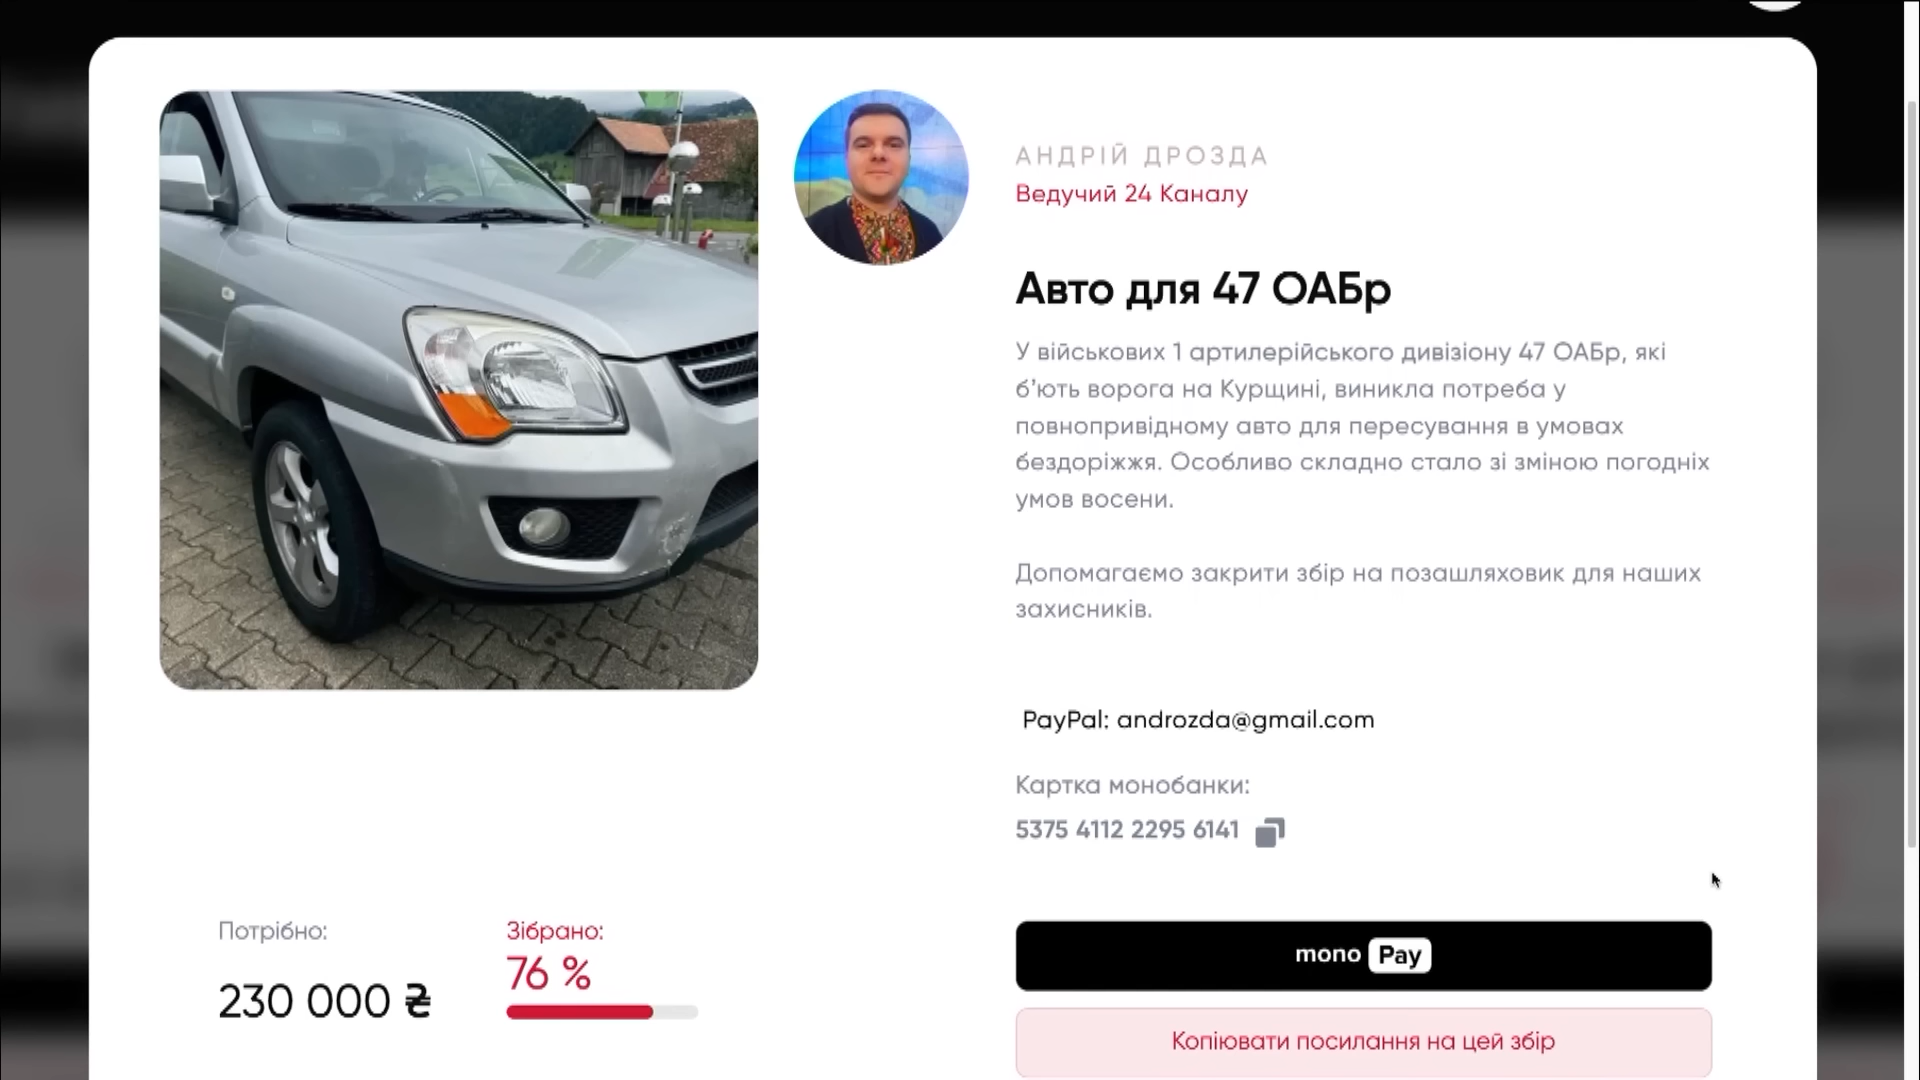 АНДРІЙ ДРОЗДА
Ведучий 24 Каналу
Авто для 47 ОАБр
У військових 1 артилерійського дивізіону 47 ОАБр, які
б’ють ворога на Курщині, виникла потреба у
повнопривідному авто для пересування в умовах
бездоріжжя. Особливо складно стало зі зміною погодніх
умов восени.
Допомагаємо закрити збір на позашляховик для наших
захисників.
PayPal: androzda@gmail.com
Картка монобанки:
5375 4112 2295 6141
Потрібно:
230 000 ₴
Зібрано:
76 %
mono Pay
Копіювати посилання на цей збір